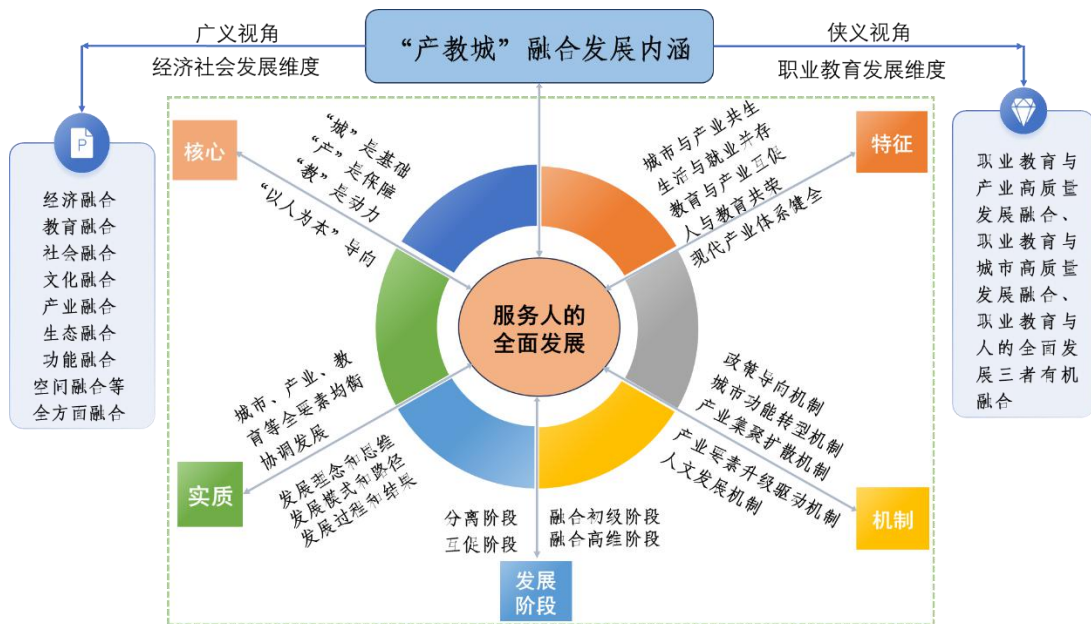 “产教城”融合发展内涵
广义视角
经济社会发展维度
侠义视角
职业教育发展维度
P
经济融合
教育融合
社会融合
文化融合
产业融合
生态融合
功能融合
空间融合等
全方面融合
核心
“城”是基础
“产”是保障
“教”是动力
“以人为本”导向
特征
城市与产业共生
生活与就业并存
教育与产业互促
人与教育共荣
现代产业体系健全
职业教育与
产业高质量
发展融合、
职业教育与
城市高质量
发展融合、
职业教育与
人的全面发
展三者有机
融合
服务人的
全面发展
实质
城市、产业、教
育等全要素均衡
协调发展
发展理念和思维
发展模式和路径
发展过程和结果
分离阶段
互促阶段
融合初级阶段
融合高维阶段
发展
阶段
政策导向机制
城市功能转型机制
产业集聚扩散机制
产业要素升级驱动机制
人文发展机制
机制